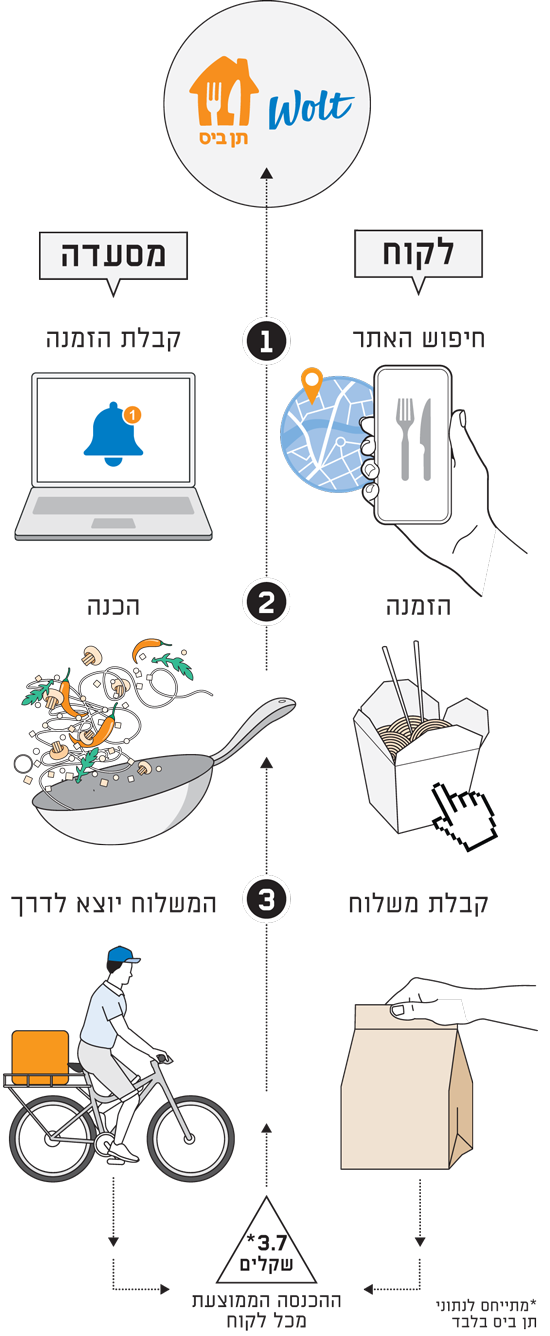 תן ביס
Wolt
לקוח
מסעדה
1
חיפוש האתר
קבלת הזמנה
1
2
הזמנה
הכנה
3
קבלת משלוח
המשלוח יוצא לדרך
*3.7
שקלים
ההכנסה הממוצעת
מכל לקוח
*מתייחס לנתוני
תן ביס בלבד